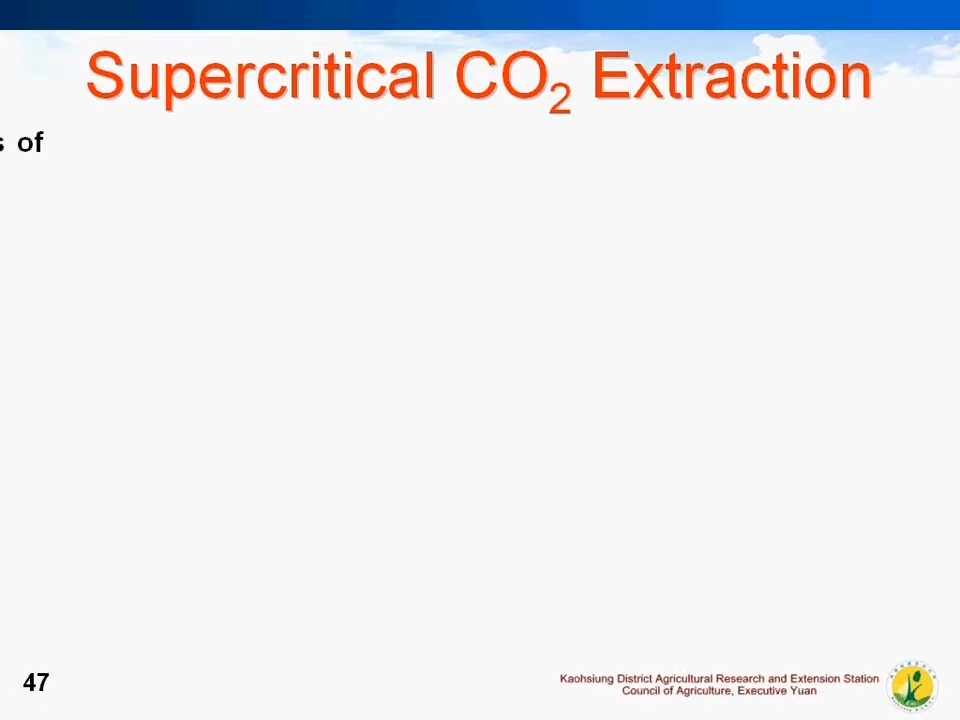 Supercritical CO₂ Extraction
s of
47
Kaohsiung District Agricultural Research and Extension Station
Council of Agriculture, Executive Yuan